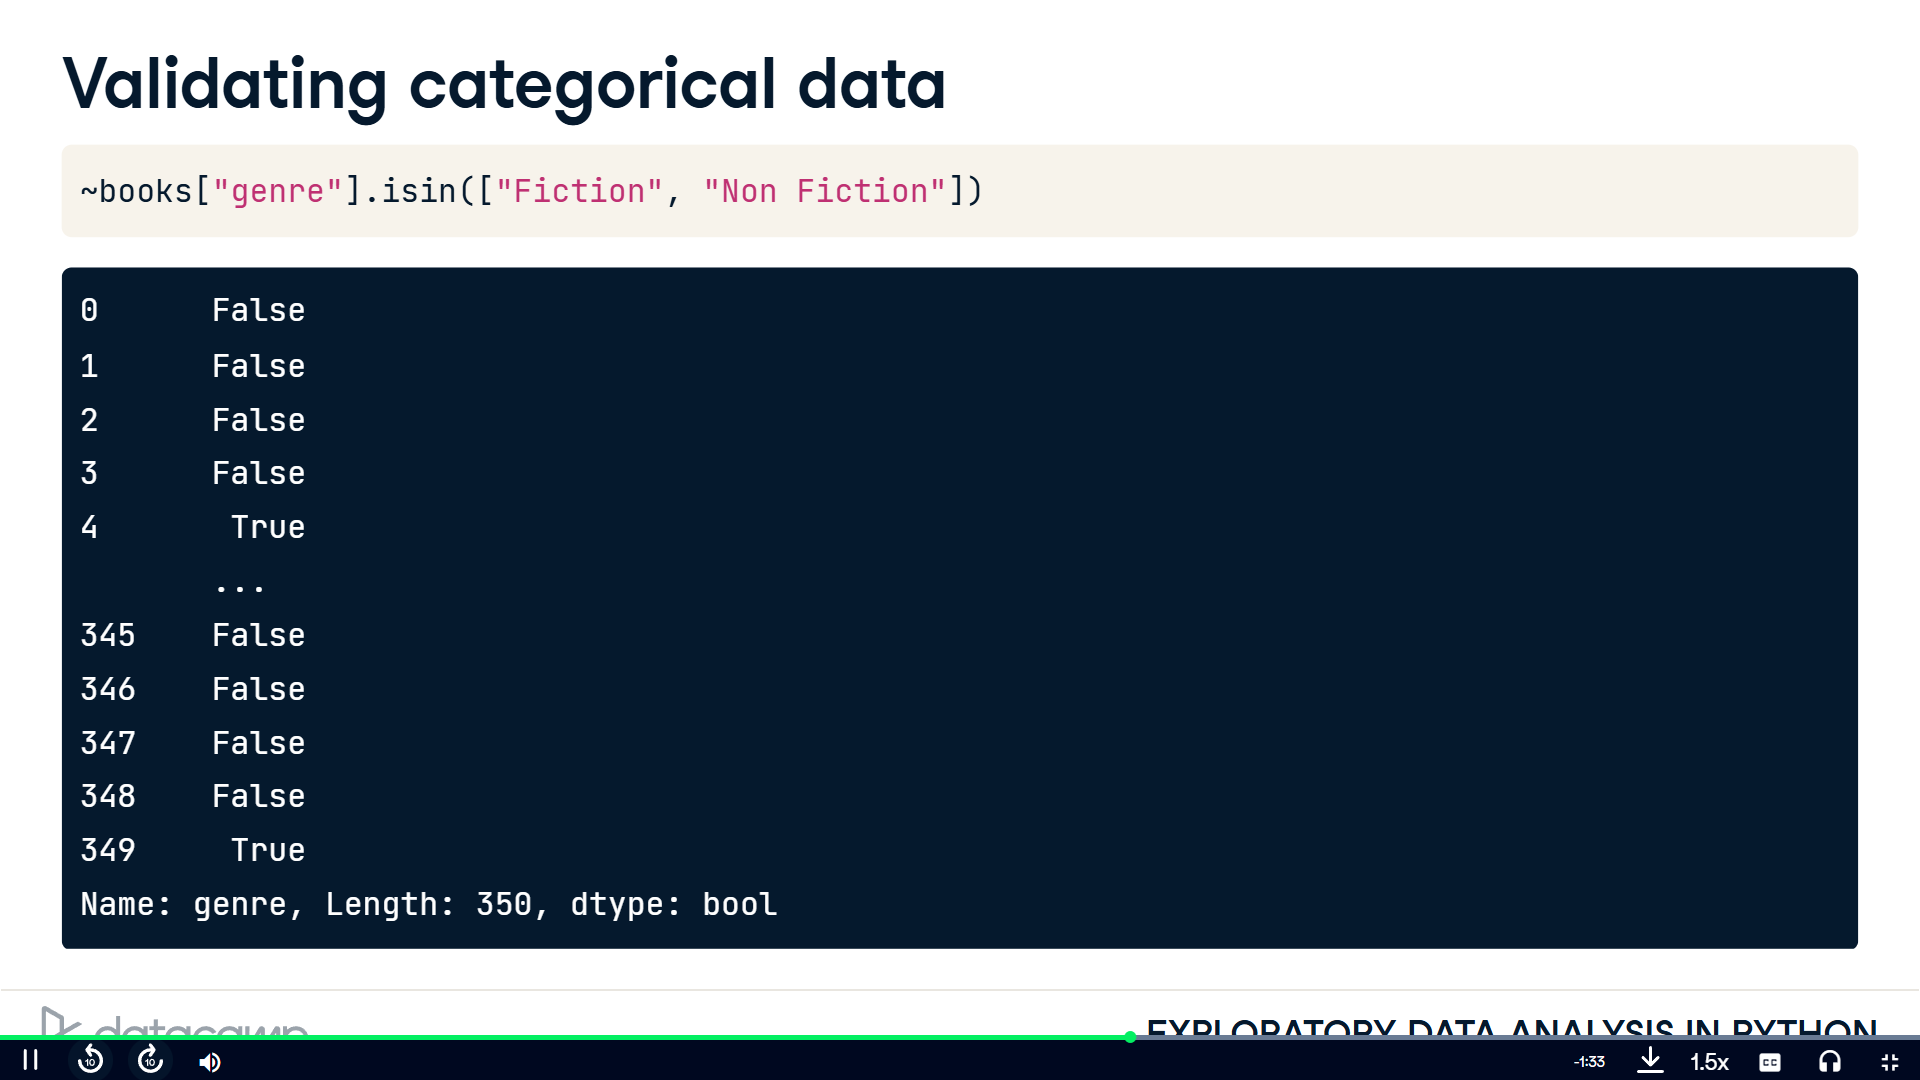 Validating categorical data
~books["genre"].isin(["Fiction", "Non Fiction"])
0      False
1      False
2      False
3      False
4       True
       ...
345    False
346    False
347    False
348    False
349     True
Name: genre, Length: 350, dtype: bool
datacamp
EXPLORATORY DATA ANALYSIS IN PYTHON
10 10 -1:33 1.5x CC